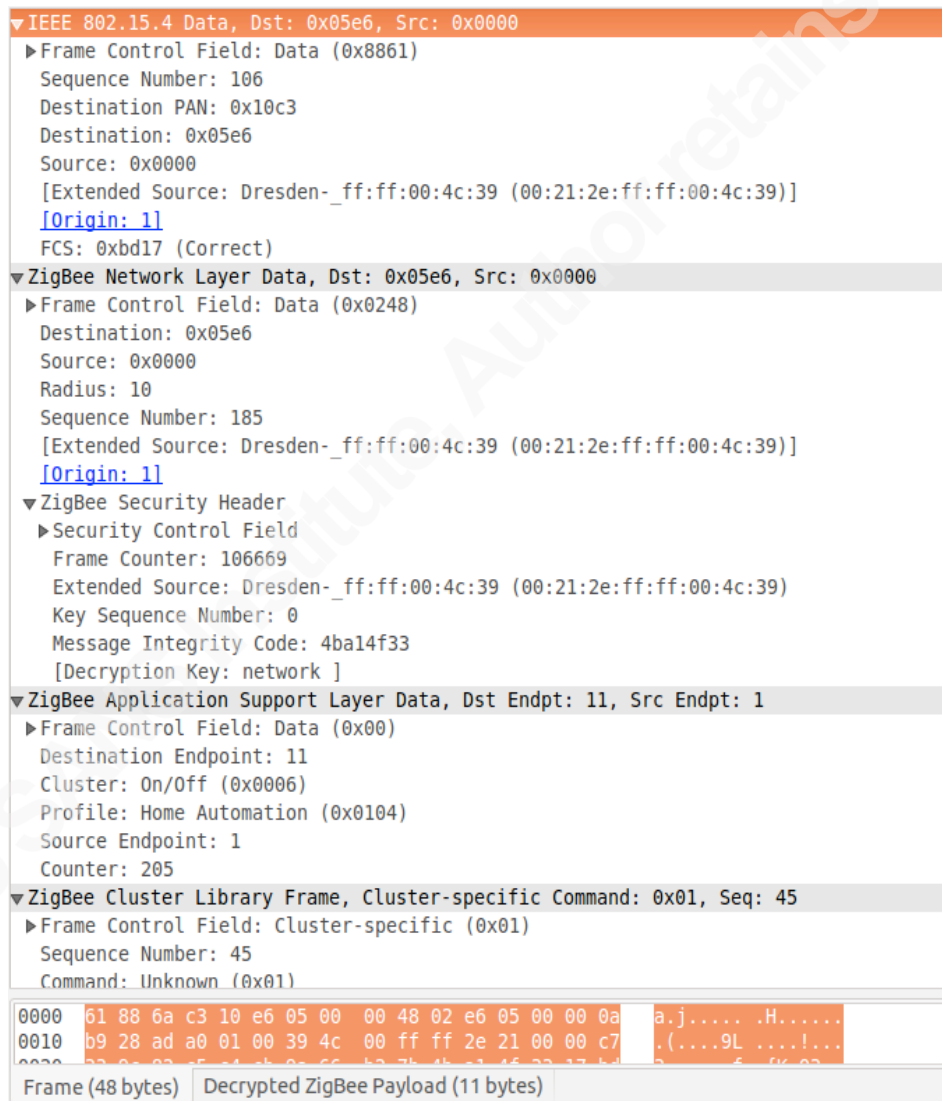 ▼IEEE 802.15.4 Data, Dst: 0x05e6, Src: 0x0000
▶Frame Control Field: Data (0x8861)
Sequence Number: 106
Destination PAN: 0x10c3
Destination: 0x05e6
Source: 0x0000
[Extended Source: Dresden-_ff:ff:00:4c:39 (00:21:2e:ff:ff:00:4c:39)]
[Origin: 1]
FCS: 0xbd17 (Correct)
▼ZigBee Network Layer Data, Dst: 0x05e6, Src: 0x0000
▶Frame Control Field: Data (0x0248)
Destination: 0x05e6
Source: 0x0000
Radius: 10
Sequence Number: 185
[Extended Source: Dresden-_ff:ff:00:4c:39 (00:21:2e:ff:ff:00:4c:39)]
[Origin: 1]
▼ZigBee Security Header
▶Security Control Field
Frame Counter: 106669
Extended Source: Dresden-_ff:ff:00:4c:39 (00:21:2e:ff:ff:00:4c:39)
Key Sequence Number: 0
Message Integrity Code: 4ba14f33
[Decryption Key: network ]
▼ZigBee Application Support Layer Data, Dst Endpt: 11, Src Endpt: 1
▶Frame Control Field: Data (0x00)
Destination Endpoint: 11
Cluster: On/Off (0x0006)
Profile: Home Automation (0x0104)
Source Endpoint: 1
Counter: 205
▼ZigBee Cluster Library Frame, Cluster-specific Command: 0x01, Seq: 45
▶Frame Control Field: Cluster-specific (0x01)
Sequence Number: 45
Command: Unknown (0x01)
0000 61 88 6a c3 10 e6 05 00 00 48 02 e6 05 00 00 0a a.j..... .H......
0010 b9 28 ad a0 01 00 39 4c 00 ff ff 2e 21 00 00 c7 .(....9L ....!...
Frame (48 bytes) Decrypted ZigBee Payload (11 bytes)
Institute, Author retains